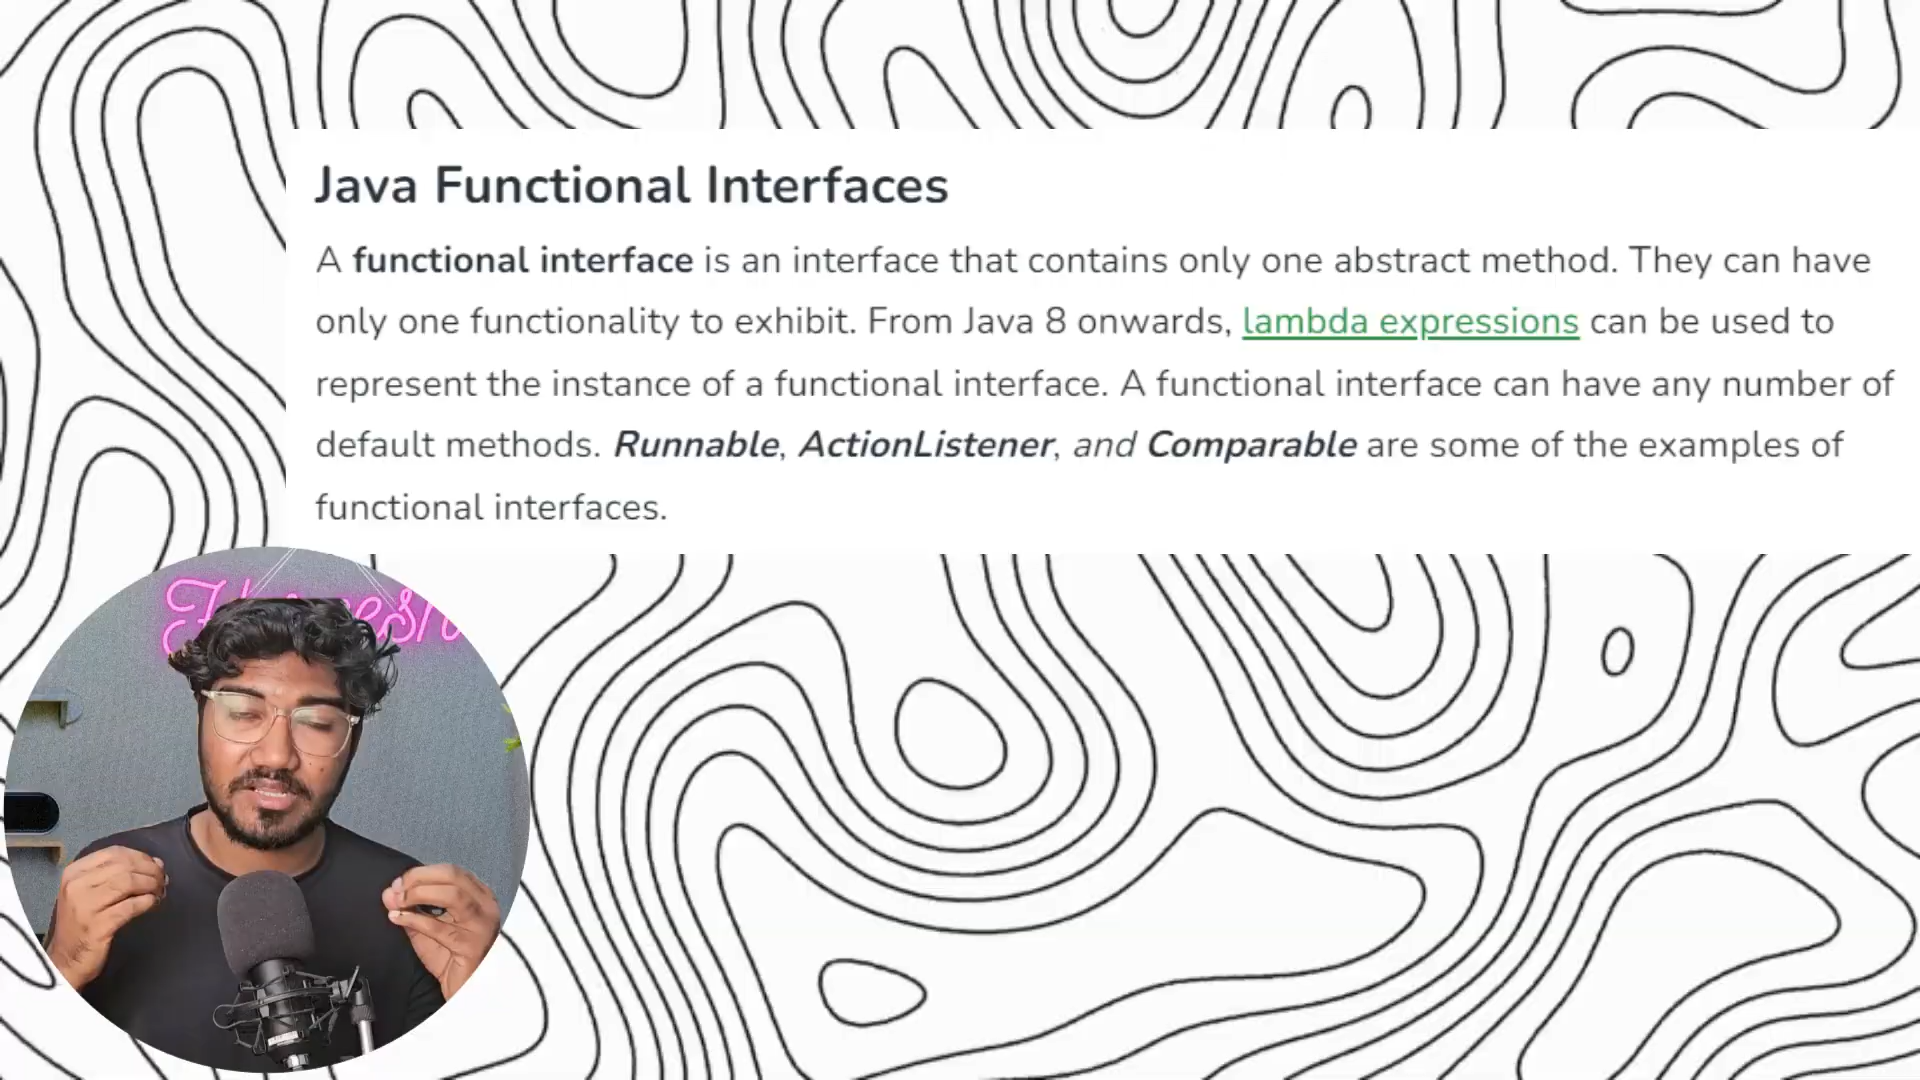 Java Functional Interfaces
A functional interface is an interface that contains only one abstract method. They can have
only one functionality to exhibit. From Java 8 onwards, lambda expressions can be used to
represent the instance of a functional interface. A functional interface can have any number of
default methods. Runnable, ActionListener, and Comparable are some of the examples of
functional interfaces.